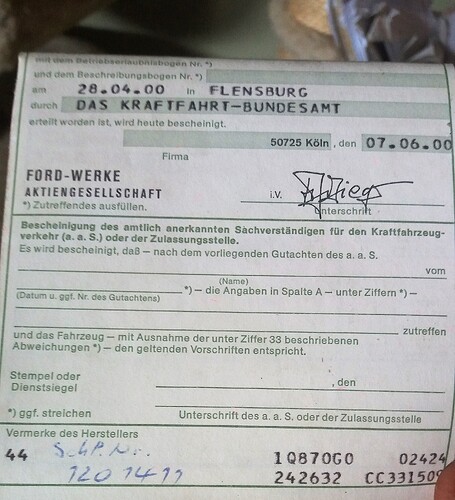 mit dem Betriebserlaubnisbogen Nr. *)
und dem Beschreibungsbogen Nr. *)
am 28.04.00 in FLENSBURG
durch DAS KRAFTFAHRT-BUNDESAMT
erteilt worden ist, wird heute bescheinigt.
50725 Köln , den 07.06.00
Firma
FORD-WERKE
AKTIENGESELLSCHAFT
i.V.
*) Zutreffendes ausfüllen.
Unterschrift
Bescheinigung des amtlich anerkannten Sachverständigen für den Kraftfahrzeug-
verkehr (a. a. S.) oder der Zulassungsstelle.
Es wird bescheinigt, daß – nach dem vorliegenden Gutachten des a. a. S.
vom
(Name)
*) – die Angaben in Spalte A – unter Ziffern *) –
(Datum u. ggf. Nr. des Gutachtens)
zutreffen
und das Fahrzeug – mit Ausnahme der unter Ziffer 33 beschriebenen
Abweichungen *) – den geltenden Vorschriften entspricht.
Stempel oder
Dienstsiegel , den
*) ggf. streichen Unterschrift des a. a. S. oder der Zulassungsstelle
Vermerke des Herstellers
44 1Q870G0 02424
242632 CC331509